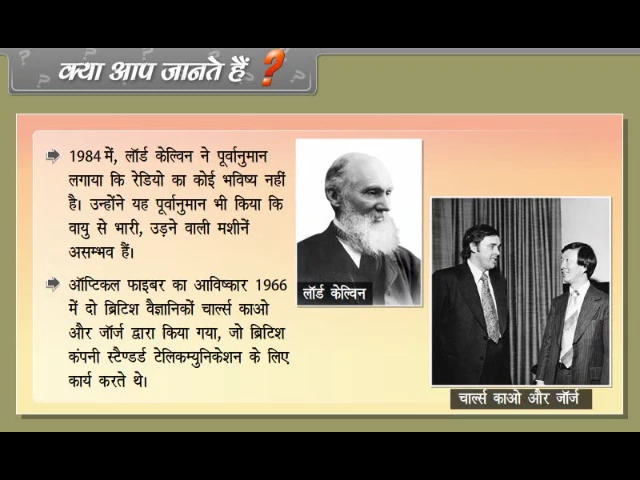 क्या आप जानते हैं ?
1984 में, लॉर्ड केल्विन ने पूर्वानुमान
लगाया कि रेडियो का कोई भविष्य नहीं
है। उन्होंने यह पूर्वानुमान भी किया कि
वायु से भारी, उड़ने वाली मशीनें
असम्भव हैं।
ऑप्टिकल फाइबर का आविष्कार 1966
में दो ब्रिटिश वैज्ञानिकों चार्ल्स काओ
और जॉर्ज द्वारा किया गया, जो ब्रिटिश
कंपनी स्टैण्डर्ड टेलिकम्युनिकेशन के लिए
कार्य करते थे।
लॉर्ड केल्विन
चार्ल्स काओ और जॉर्ज